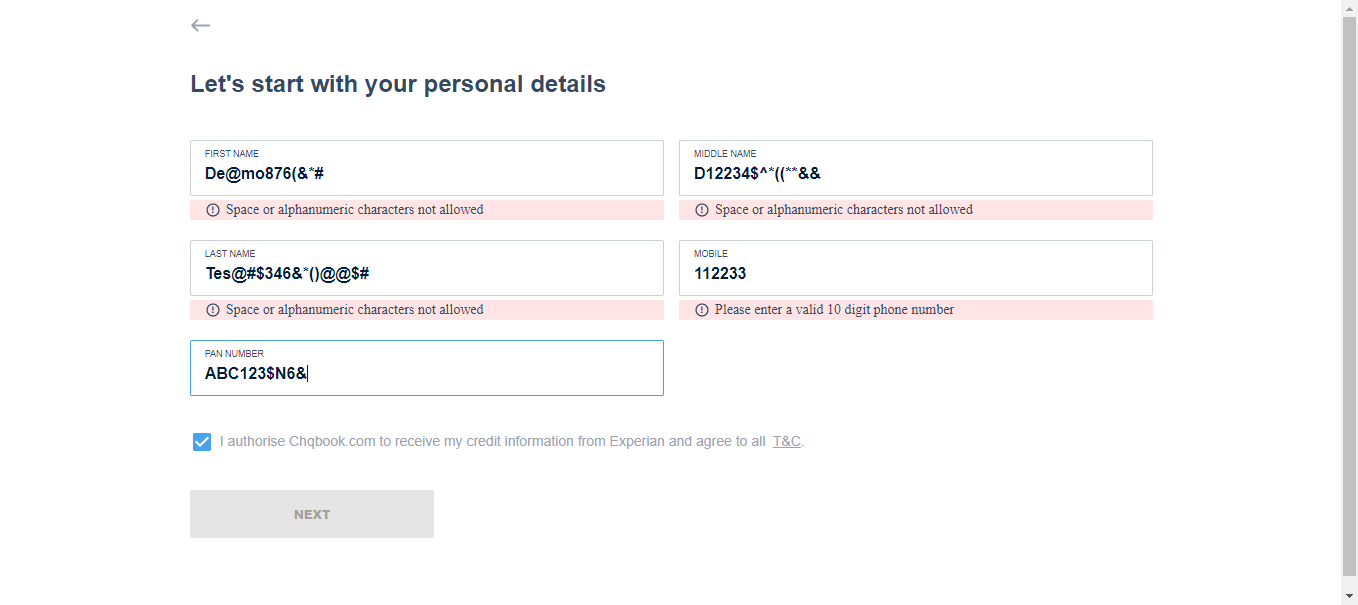 Let's start with your personal details
FIRST NAME
De@mo876(&*#
MIDDLE NAME
D12234$^*((**&&
Space or alphanumeric characters not allowed
Space or alphanumeric characters not allowed
LAST NAME
Tes@#$346&*()@@$#
MOBILE
112233
Space or alphanumeric characters not allowed
Please enter a valid 10 digit phone number
PAN NUMBER
ABC123$N6&
I authorise Chqbook.com to receive my credit information from Experian and agree to all T&C.
NEXT